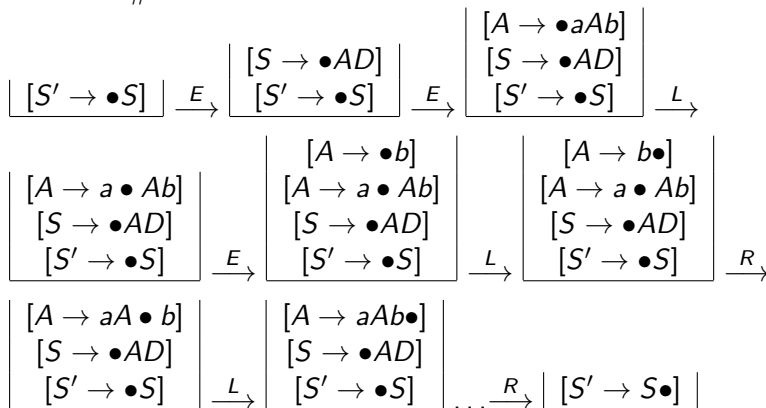 [A → •aAb]
[S → •AD] [S → •AD]
[S′ → •S] E→ [S′ → •S] E→ [S′ → •S] L→
[A → •b] [A → b•]
[A → a • Ab] [A → a • Ab] [A → a • Ab]
[S → •AD] [S → •AD] [S → •AD]
[S′ → •S] E→ [S′ → •S] L→ [S′ → •S] R→
[A → aA • b] [A → aAb•]
[S → •AD] [S → •AD]
[S′ → •S] L→ [S′ → •S] ... R→ [S′ → S•]